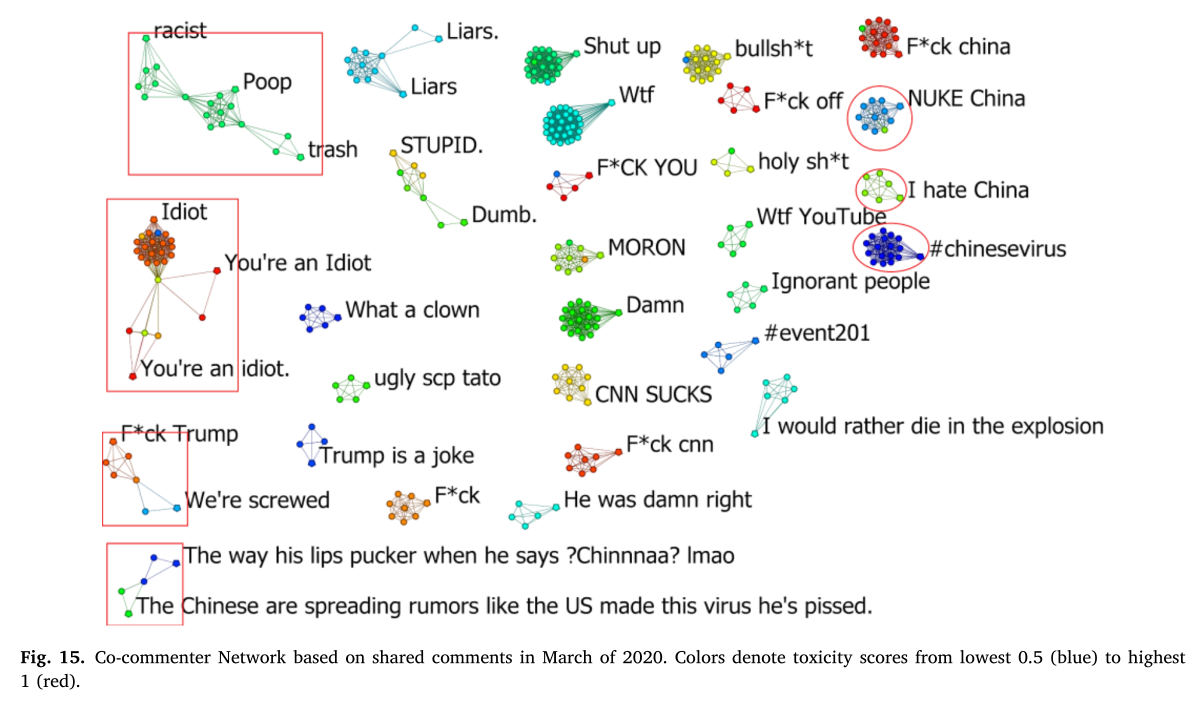 racist
Poop
trash
Liars.
Liars
Shut up
bullsh*t
F*ck china
Wtf
F*ck off
NUKE China
STUPID.
F*CK YOU
holy sh*t
I hate China
Dumb.
Idiot
You're an Idiot
MORON
Wtf YouTube
#chinesevirus
What a clown
Damn
Ignorant people
#event201
You're an idiot.
ugly scp tato
CNN SUCKS
I would rather die in the explosion
F*ck Trump
Trump is a joke
F*ck cnn
We're screwed
F*ck
He was damn right
The way his lips pucker when he says ?Chinnnaa? lmao
The Chinese are spreading rumors like the US made this virus he's pissed.
Fig. 15. Co-commenter Network based on shared comments in March of 2020. Colors denote toxicity scores from lowest 0.5 (blue) to highest
1 (red).